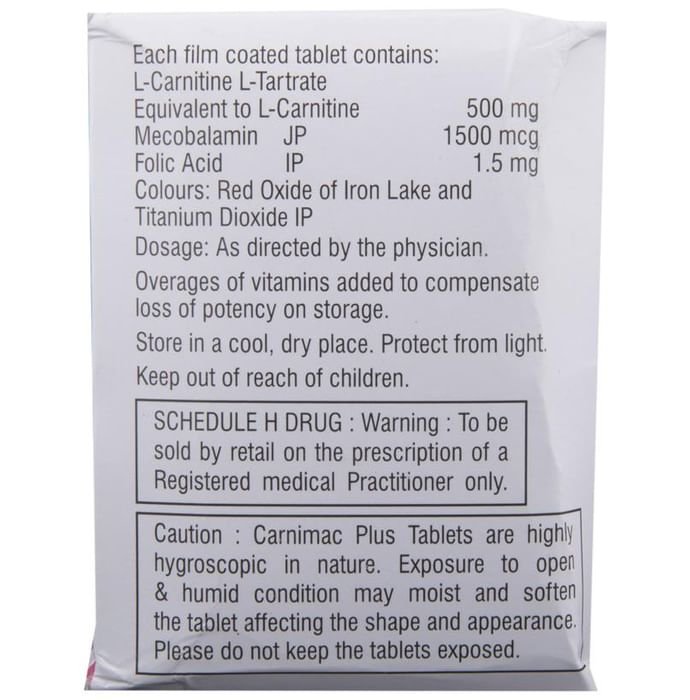 Each film coated tablet contains:
L-Carnitine L-Tartrate
Equivalent to L-Carnitine 500 mg
Mecobalamin JP 1500 mcg
Folic Acid IP 1.5 mg
Colours: Red Oxide of Iron Lake and
Titanium Dioxide IP
Dosage: As directed by the physician.
Overages of vitamins added to compensate
loss of potency on storage.
Store in a cool, dry place. Protect from light.
Keep out of reach of children.
SCHEDULE H DRUG : Warning : To be
sold by retail on the prescription of a
Registered medical Practitioner only.
Caution : Carnimac Plus Tablets are highly
hygroscopic in nature. Exposure to open
& humid condition may moist and soften
the tablet affecting the shape and appearance.
Please do not keep the tablets exposed.